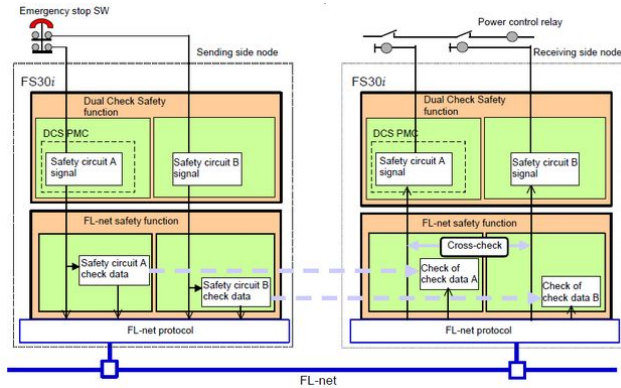 Emergency stop SW
Sending side node
FS30i
Dual Check Safety
function
DCS PMC
Safety circuit A
signal
Safety circuit B
signal
FL-net safety function
Safety circuit A
check data
Safety circuit B
check data
FL-net protocol
Power control relay
Receiving side node
FS30i
Dual Check Safety
function
DCS PMC
Safety circuit A
signal
Safety circuit B
signal
FL-net safety function
Cross-check
Check of
check data A
Check of
check data B
FL-net protocol
FL-net